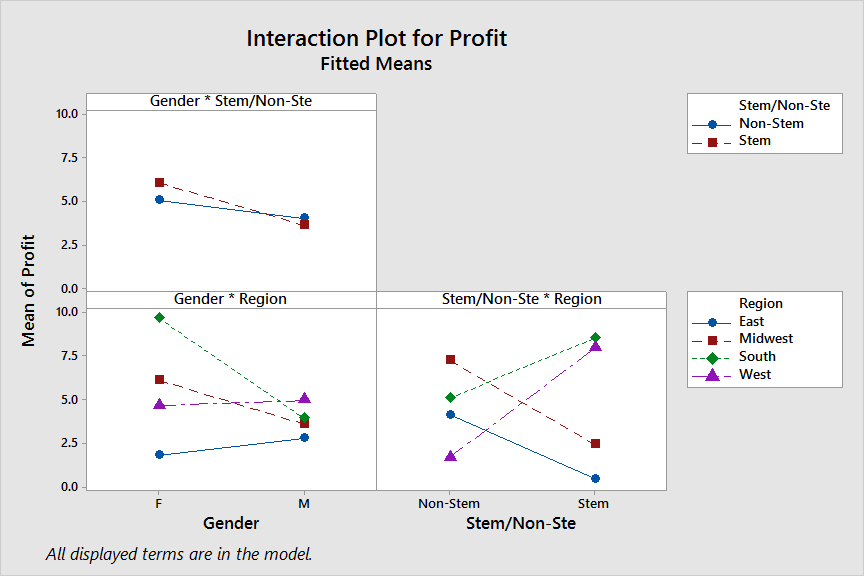 Interaction Plot for Profit
Fitted Means
Gender * Stem/Non-Ste
10.0
7.5
5.0
2.5
0.0
Stem/Non-Ste
Non-Stem
Stem
Mean of Profit
Gender * Region
Stem/Non-Ste * Region
10.0
7.5
5.0
2.5
0.0
Region
East
Midwest
South
West
F
M
Non-Stem
Stem
Gender
Stem/Non-Ste
All displayed terms are in the model.